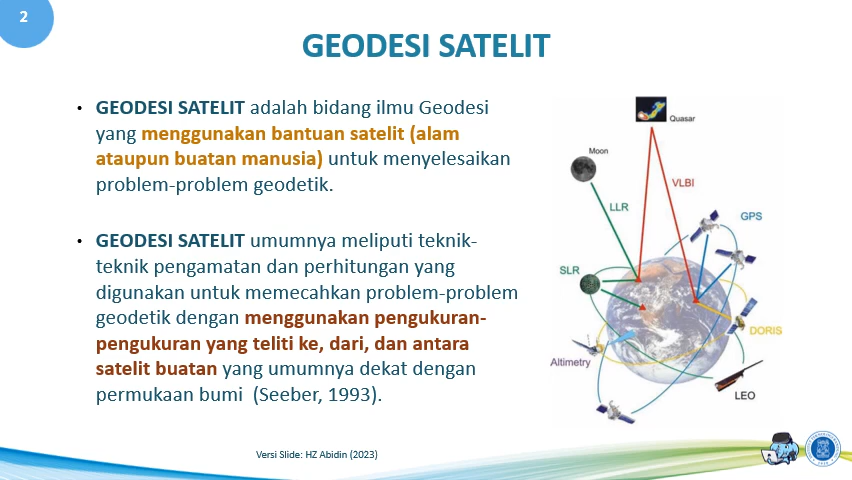 2
GEODESI SATELIT
• GEODESI SATELIT adalah bidang ilmu Geodesi
yang menggunakan bantuan satelit (alam
ataupun buatan manusia) untuk menyelesaikan
problem-problem geodetik.
• GEODESI SATELIT umumnya meliputi teknik-
teknik pengamatan dan perhitungan yang
digunakan untuk memecahkan problem-problem
geodetik dengan menggunakan pengukuran-
pengukuran yang teliti ke, dari, dan antara
satelit buatan yang umumnya dekat dengan
permukaan bumi (Seeber, 1993).
Quasar
Moon
VLBI
LLR
GPS
SLR
DORIS
Altimetry
LEO
Versi Slide: HZ Abidin (2023)